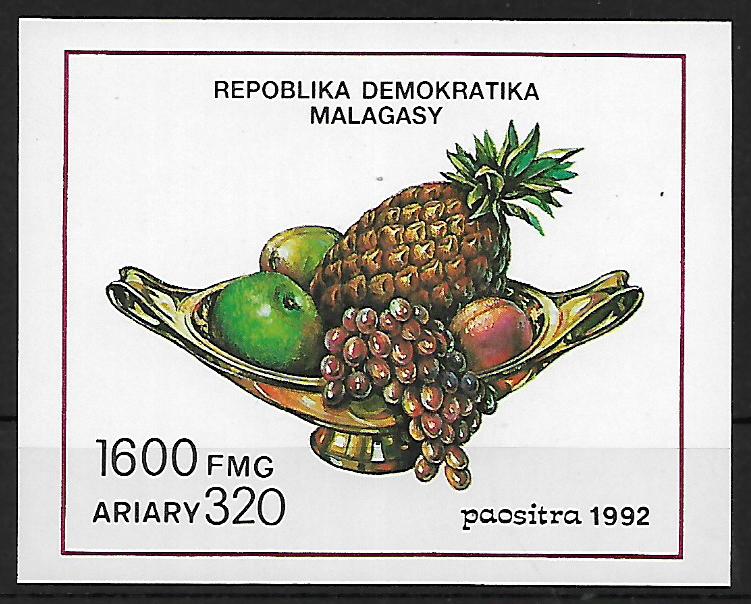 REPOBLIKA DEMOKRATIKA
MALAGASY
1600 FMG
ARIARY 320
paositra 1992